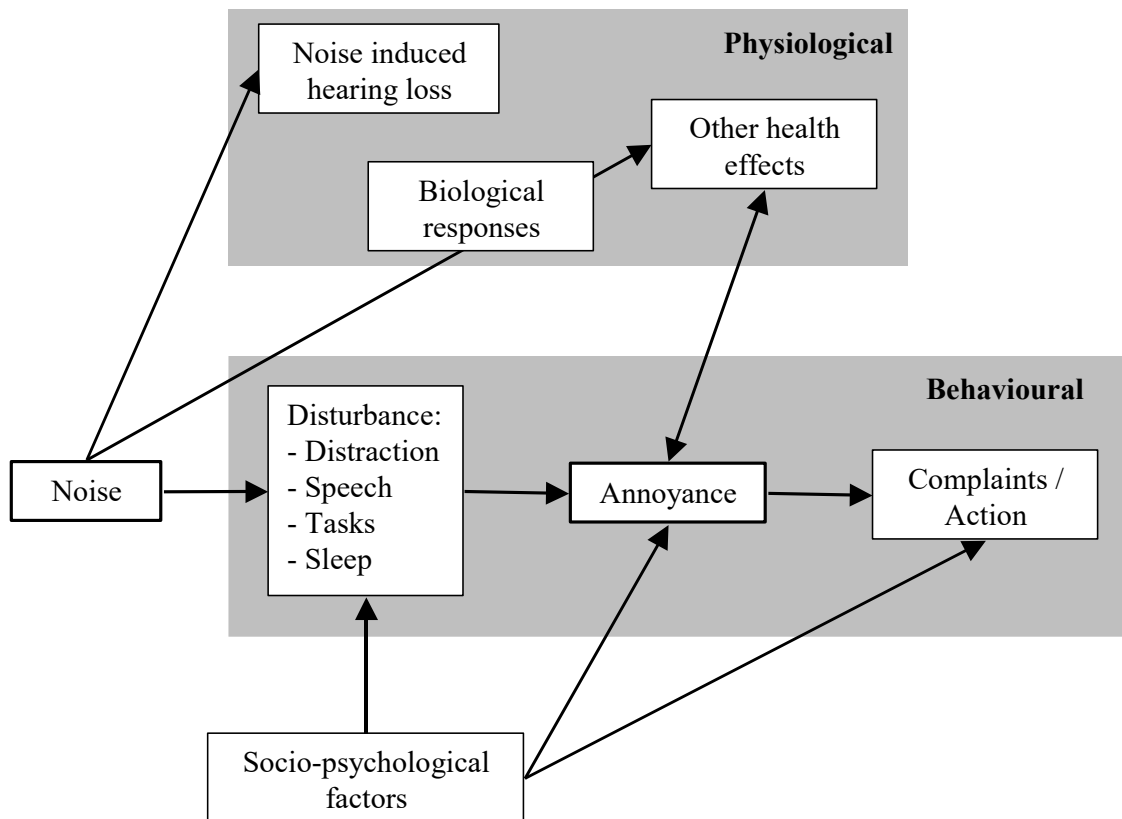 Physiological
Noise induced
hearing loss
Other health
effects
Biological
responses
Behavioural
Disturbance:
- Distraction
- Speech
- Tasks
- Sleep
Noise
Annoyance
Complaints /
Action
Socio-psychological
factors